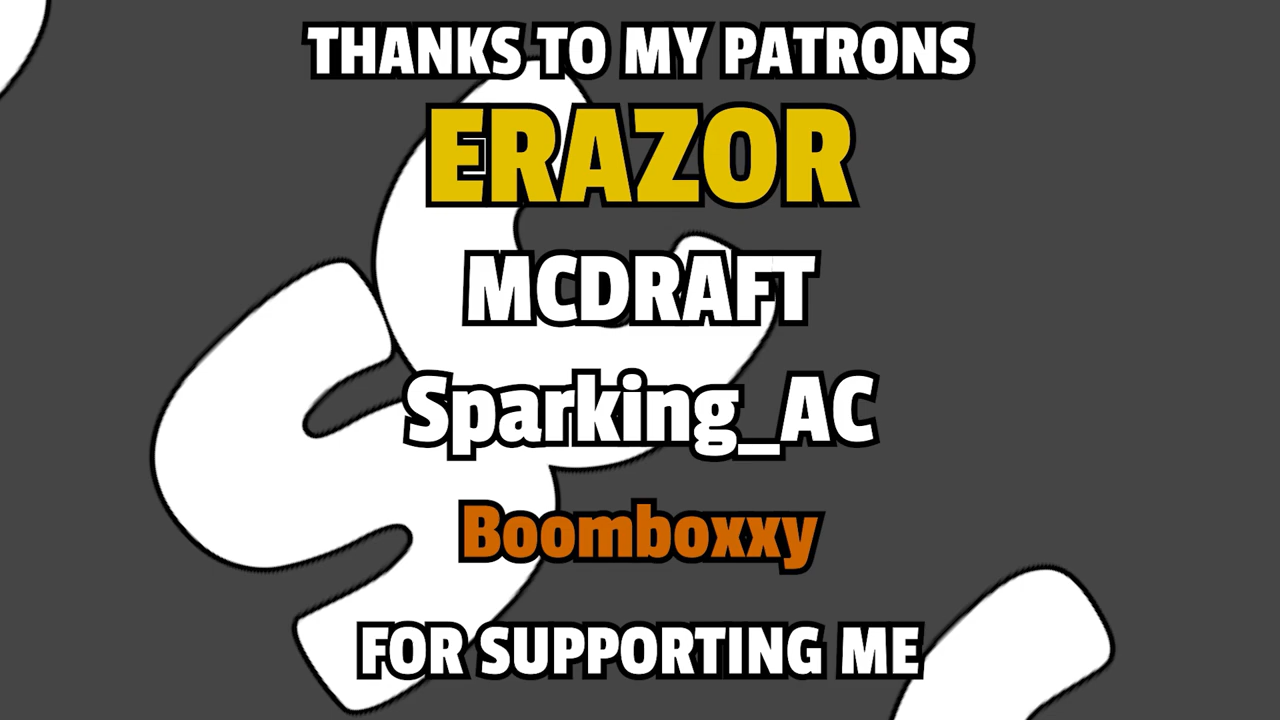 THANKS TO MY PATRONS
ERAZOR
MCDRAFT
Sparking_AC
Boomboxxy
FOR SUPPORTING ME